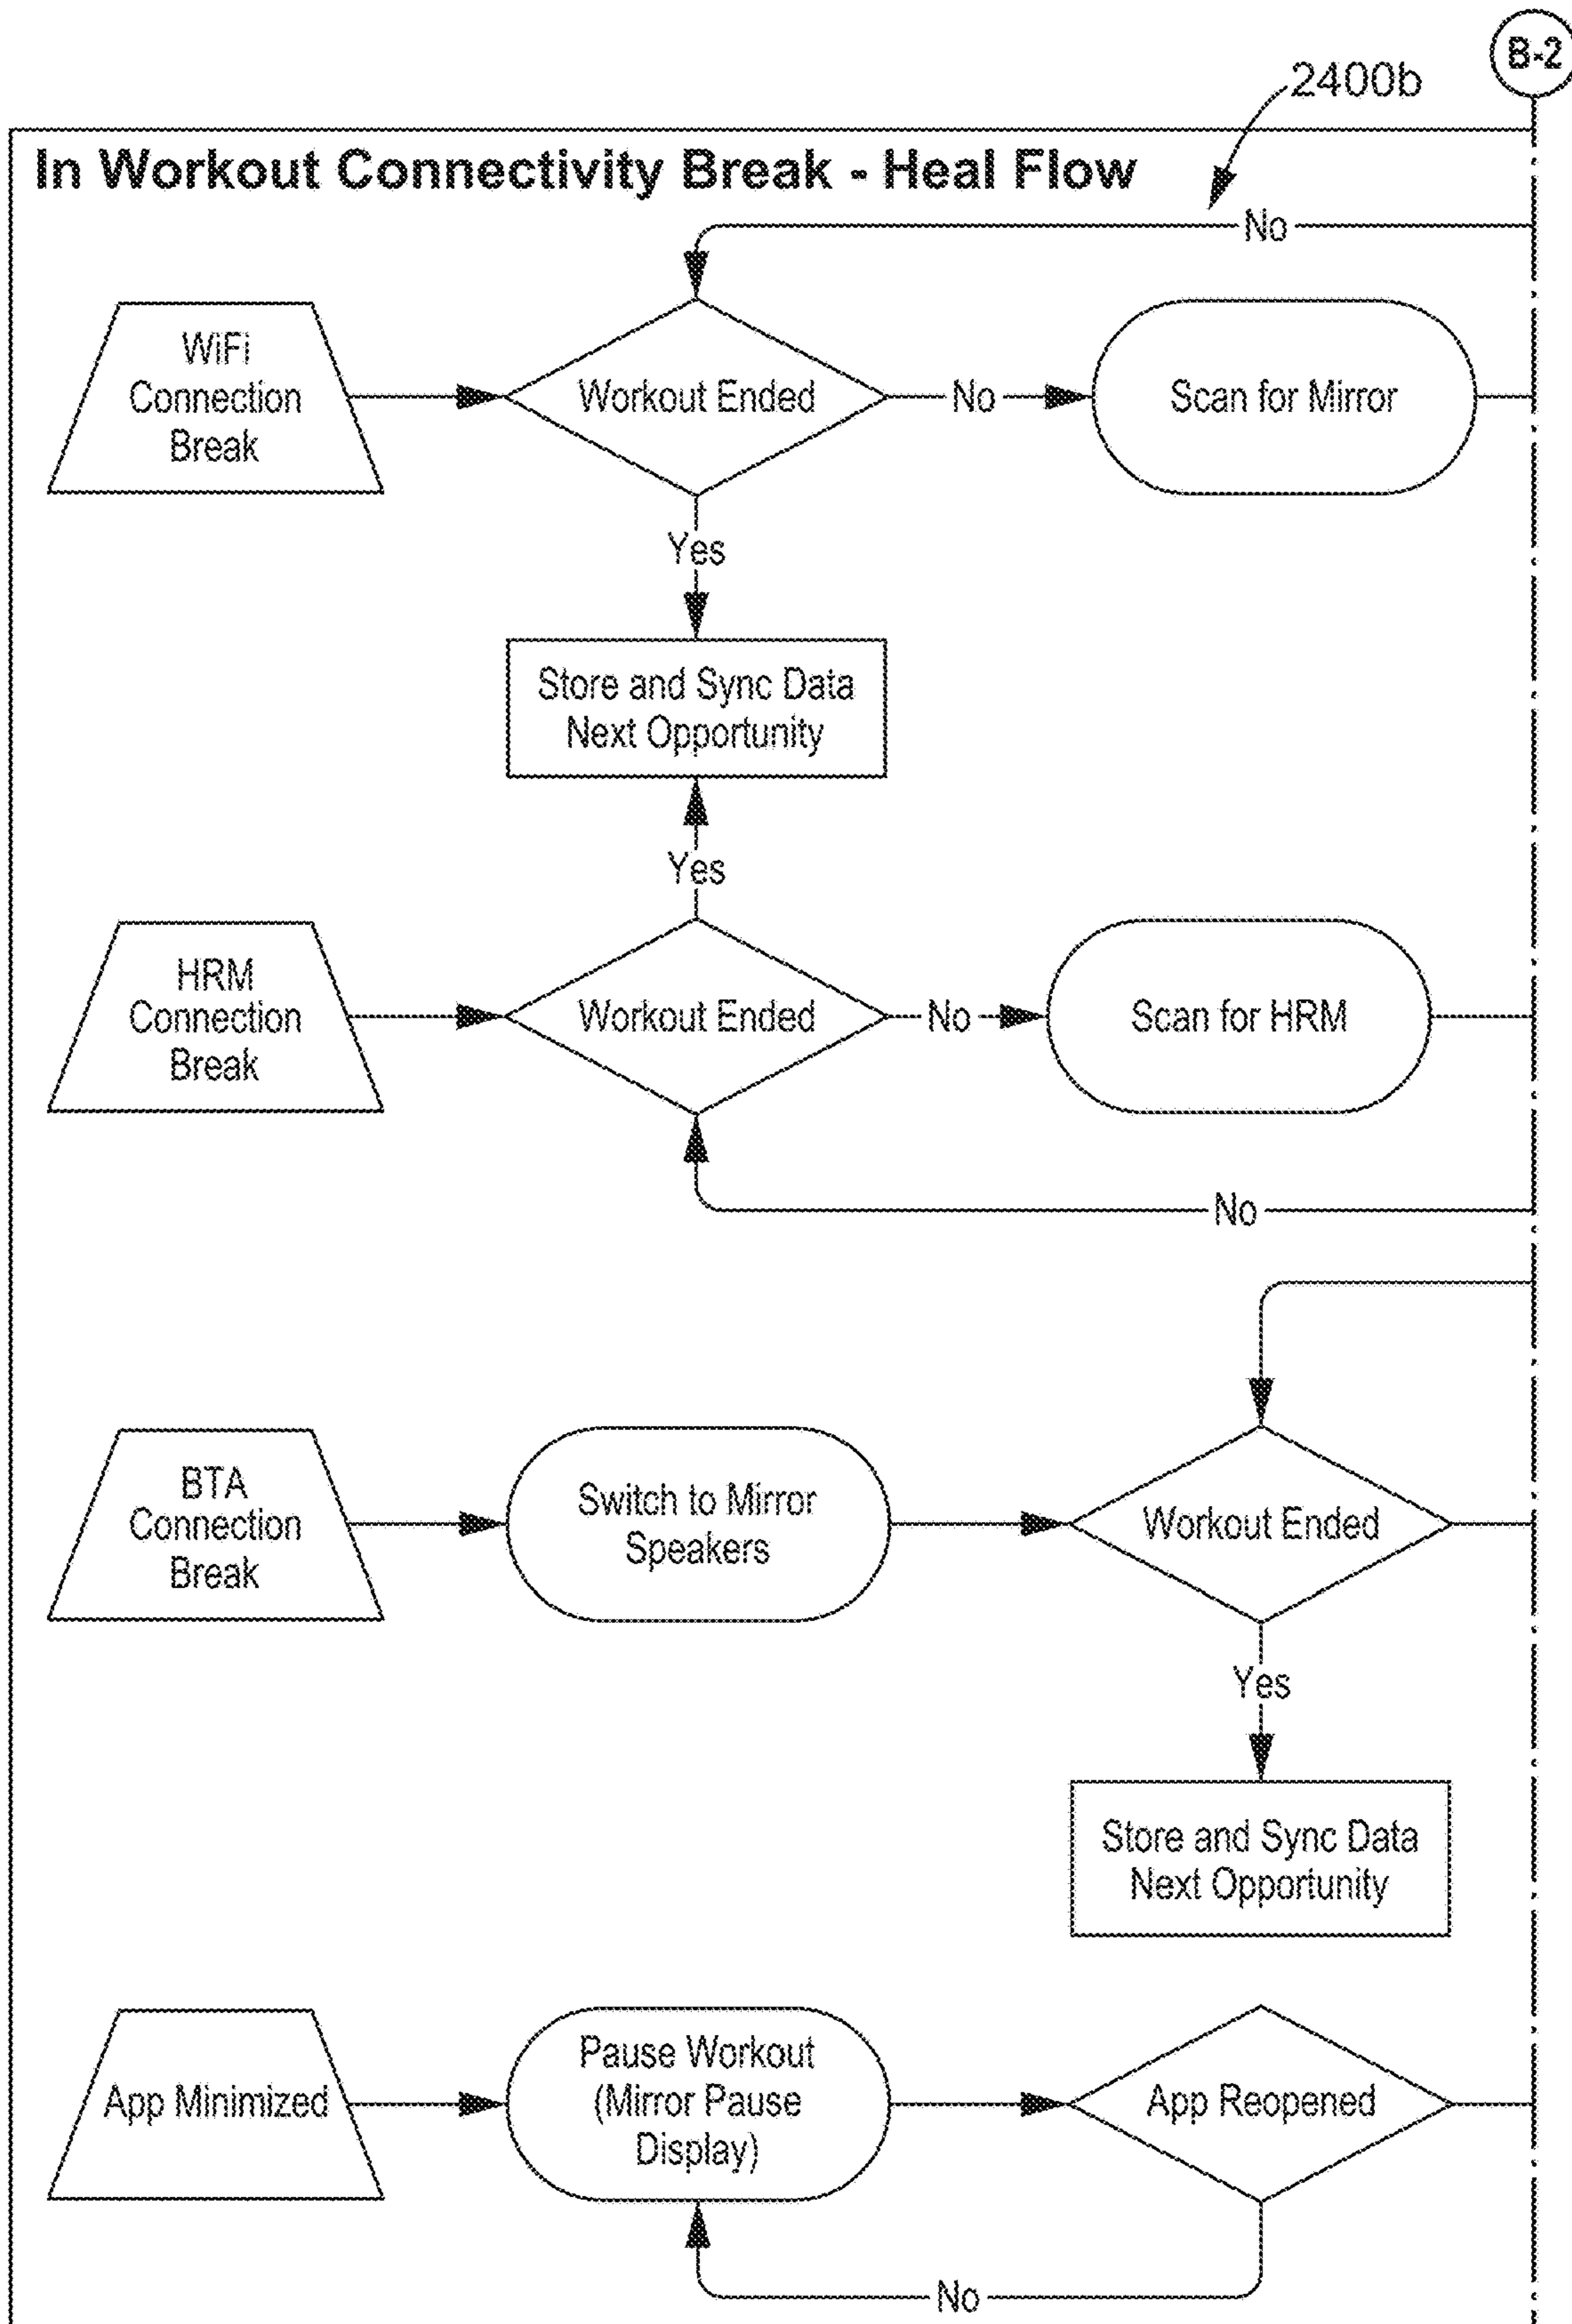 B-2
2400b
In Workout Connectivity Break - Heal Flow
No
WiFi
Connection
Break
Workout Ended
No
Scan for Mirror
Yes
Store and Sync Data
Next Opportunity
Yes
HRM
Connection
Break
Workout Ended
No
Scan for HRM
No
BTA
Connection
Break
Switch to Mirror
Speakers
Workout Ended
Yes
Store and Sync Data
Next Opportunity
App Minimized
Pause Workout
(Mirror Pause
Display)
App Reopened
No